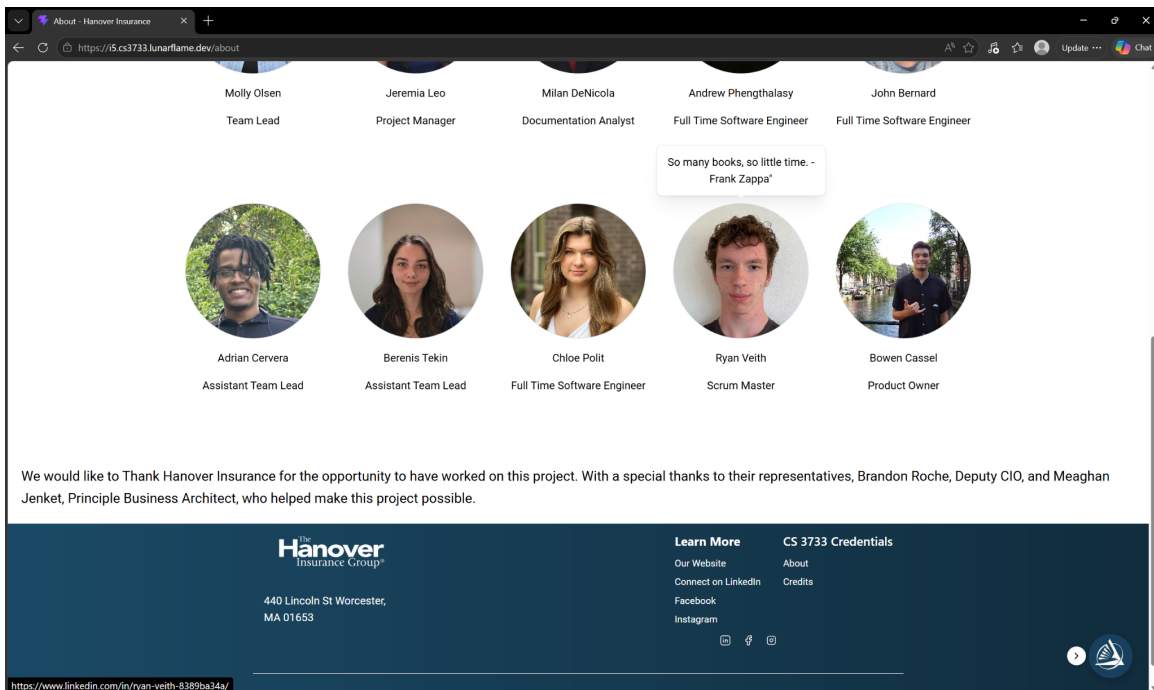 About - Hanover Insurance
https://i5.cs3733.lunarflame.dev/about
Update
Chat
Molly Olsen
Jeremia Leo
Milan DeNicola
Andrew Phengthalasy
John Bernard
Team Lead
Project Manager
Documentation Analyst
Full Time Software Engineer
Full Time Software Engineer
So many books, so little time. -
Frank Zappa"
Adrian Cervera
Berenis Tekin
Chloe Polit
Ryan Veith
Bowen Cassel
Assistant Team Lead
Assistant Team Lead
Full Time Software Engineer
Scrum Master
Product Owner
We would like to Thank Hanover Insurance for the opportunity to have worked on this project. With a special thanks to their representatives, Brandon Roche, Deputy CIO, and Meaghan
Jenket, Principle Business Architect, who helped make this project possible.
The
Hanover
Insurance Group®
440 Lincoln St Worcester,
MA 01653
Learn More
Our Website
Connect on LinkedIn
Facebook
Instagram
CS 3733 Credentials
About
Credits
https://www.linkedin.com/in/ryan-veith-8389ba34a/